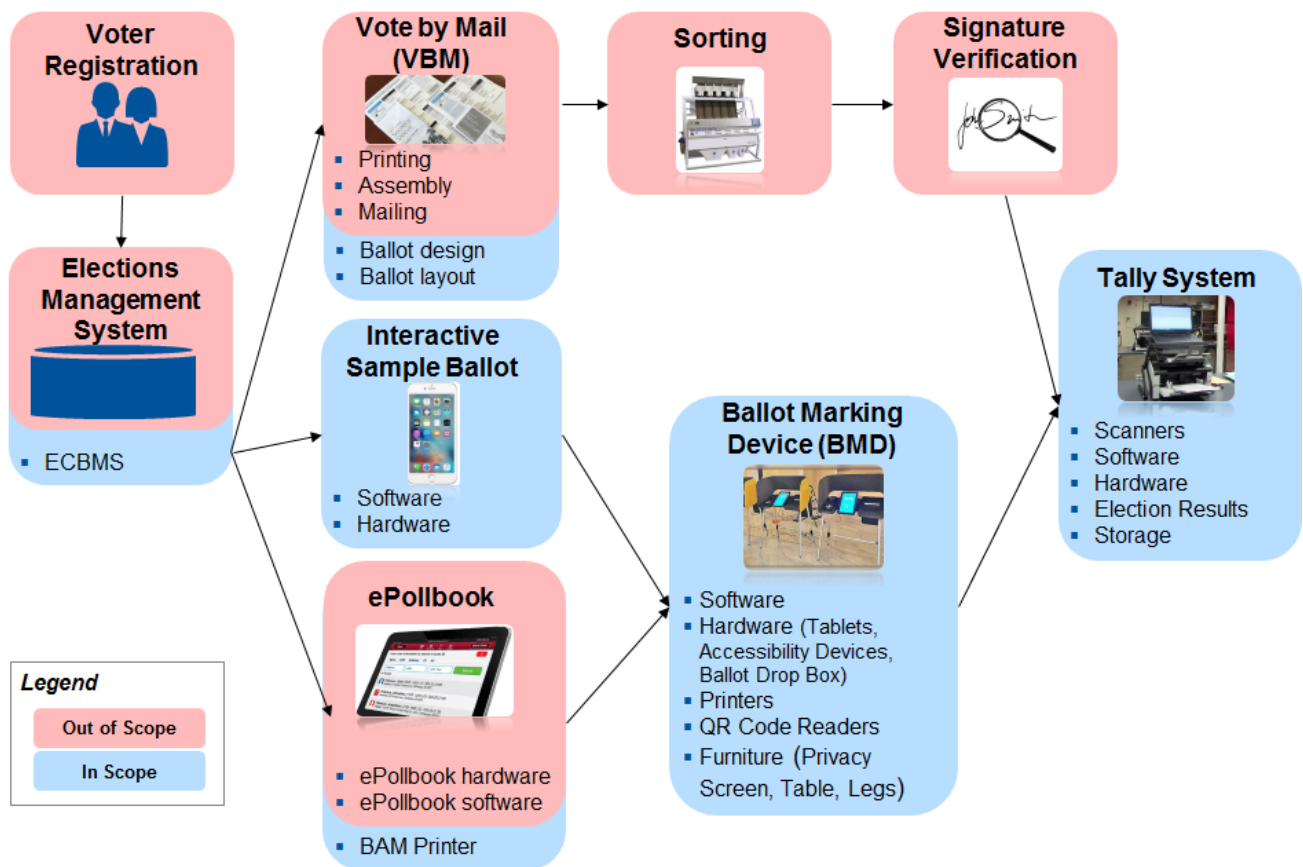 Voter
Registration
Elections
Management
System
▪ ECBMS
Vote by Mail
(VBM)
▪ Printing
▪ Assembly
▪ Mailing
▪ Ballot design
▪ Ballot layout
Sorting
Signature
Verification
John Smith
Interactive
Sample Ballot
▪ Software
▪ Hardware
ePollbook
▪ ePollbook hardware
▪ ePollbook software
▪ BAM Printer
Ballot Marking
Device (BMD)
▪ Software
▪ Hardware (Tablets,
Accessibility Devices,
Ballot Drop Box)
▪ Printers
▪ QR Code Readers
▪ Furniture (Privacy
Screen, Table, Legs)
Tally System
▪ Scanners
▪ Software
▪ Hardware
▪ Election Results
▪ Storage
Legend
Out of Scope
In Scope